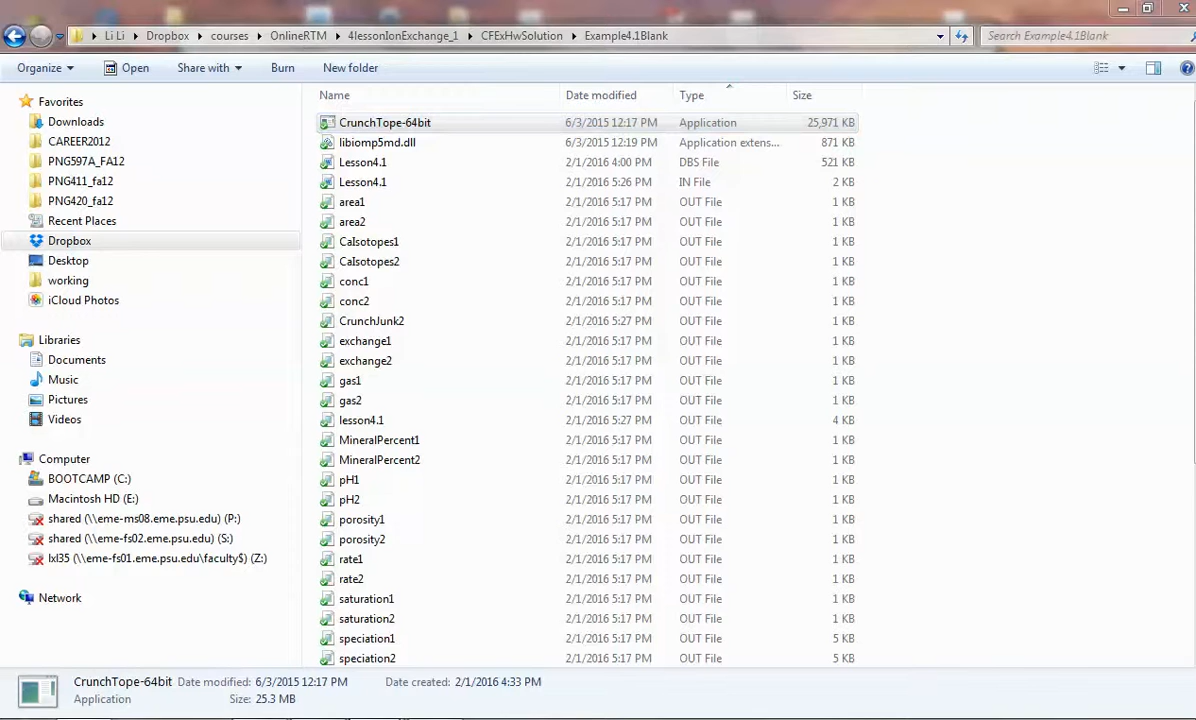 Li Li Dropbox courses OnlineRTM 4lessonIonExchange_1 CFExHwSolution Example4.1Blank Search Example4.1Blank
Organize Open Share with Burn New folder
Favorites
Downloads
CAREER2012
PNG597A_FA12
PNG411_fa12
PNG420_fa12
Recent Places
Dropbox
Desktop
working
iCloud Photos
Libraries
Documents
Music
Pictures
Videos
Computer
BOOTCAMP (C:)
Macintosh HD (E:)
shared (\\eme-ms08.eme.psu.edu) (P:)
shared (\\eme-fs02.eme.psu.edu) (S:)
lxl35 (\\eme-fs01.eme.psu.edu\faculty$) (Z:)
Network
Name Date modified Type Size
CrunchTope-64bit 6/3/2015 12:17 PM Application 25,971 KB
libiomp5md.dll 6/3/2015 12:19 PM Application extens... 871 KB
Lesson4.1 2/1/2016 4:00 PM DBS File 521 KB
Lesson4.1 2/1/2016 5:26 PM IN File 2 KB
area1 2/1/2016 5:17 PM OUT File 1 KB
area2 2/1/2016 5:17 PM OUT File 1 KB
CaIsotopes1 2/1/2016 5:17 PM OUT File 1 KB
CaIsotopes2 2/1/2016 5:17 PM OUT File 1 KB
conc1 2/1/2016 5:17 PM OUT File 1 KB
conc2 2/1/2016 5:17 PM OUT File 1 KB
CrunchJunk2 2/1/2016 5:27 PM OUT File 1 KB
exchange1 2/1/2016 5:17 PM OUT File 1 KB
exchange2 2/1/2016 5:17 PM OUT File 1 KB
gas1 2/1/2016 5:17 PM OUT File 1 KB
gas2 2/1/2016 5:17 PM OUT File 1 KB
lesson4.1 2/1/2016 5:27 PM OUT File 4 KB
MineralPercent1 2/1/2016 5:17 PM OUT File 1 KB
MineralPercent2 2/1/2016 5:17 PM OUT File 1 KB
pH1 2/1/2016 5:17 PM OUT File 1 KB
pH2 2/1/2016 5:17 PM OUT File 1 KB
porosity1 2/1/2016 5:17 PM OUT File 1 KB
porosity2 2/1/2016 5:17 PM OUT File 1 KB
rate1 2/1/2016 5:17 PM OUT File 1 KB
rate2 2/1/2016 5:17 PM OUT File 1 KB
saturation1 2/1/2016 5:17 PM OUT File 1 KB
saturation2 2/1/2016 5:17 PM OUT File 1 KB
speciation1 2/1/2016 5:17 PM OUT File 5 KB
speciation2 2/1/2016 5:17 PM OUT File 5 KB
CrunchTope-64bit Date modified: 6/3/2015 12:17 PM Date created: 2/1/2016 4:33 PM
Application Size: 25.3 MB